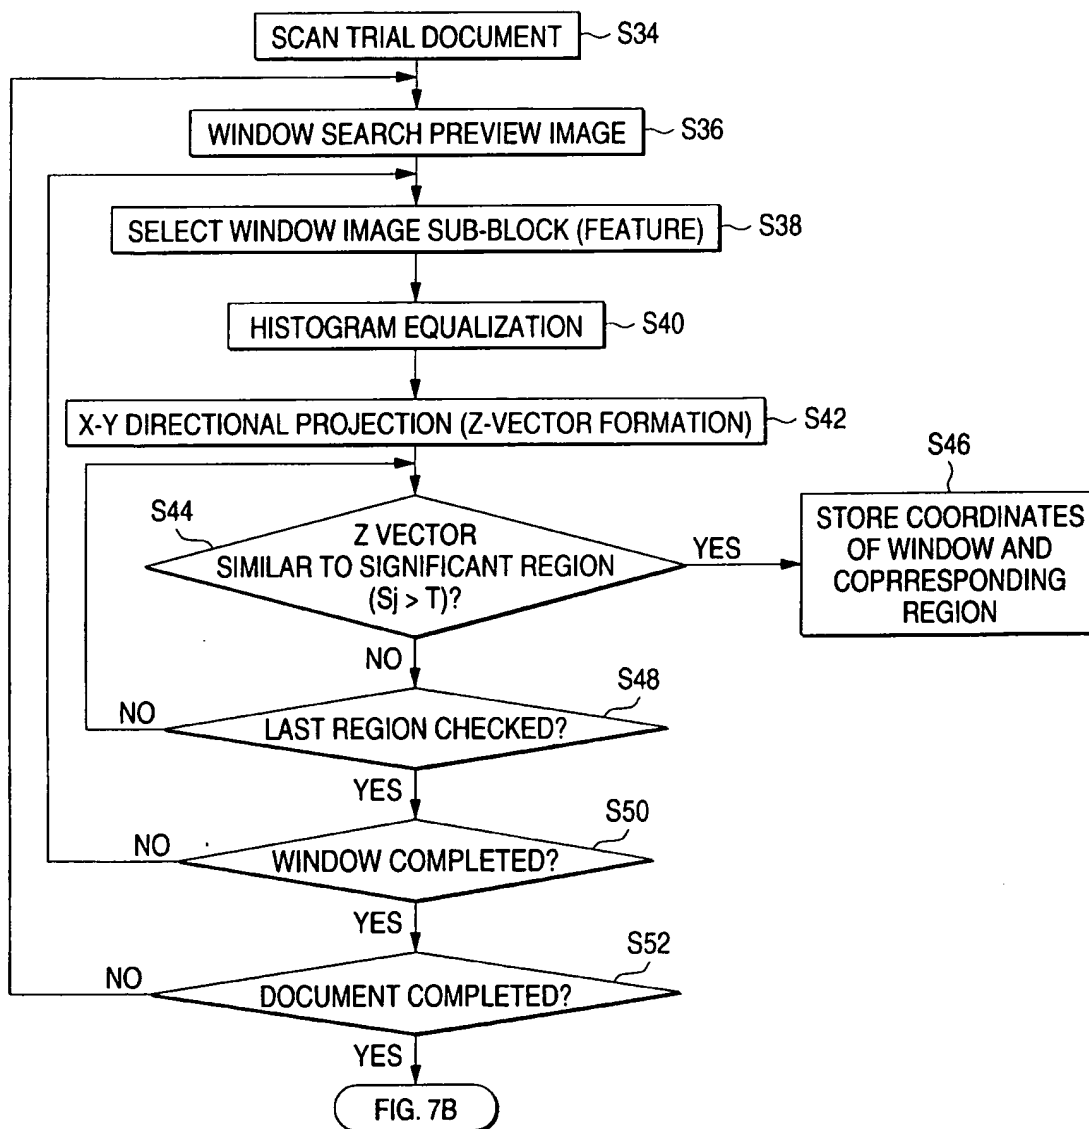 SCAN TRIAL DOCUMENT
S34
WINDOW SEARCH PREVIEW IMAGE
S36
SELECT WINDOW IMAGE SUB-BLOCK (FEATURE)
S38
HISTOGRAM EQUALIZATION
S40
X-Y DIRECTIONAL PROJECTION (Z-VECTOR FORMATION)
S42
S44
Z VECTOR
SIMILAR TO SIGNIFICANT REGION
(Sj > T)?
YES
S46
STORE COORDINATES
OF WINDOW AND
COPRRESPONDING
REGION
NO
S48
LAST REGION CHECKED?
NO
YES
S50
WINDOW COMPLETED?
NO
YES
S52
DOCUMENT COMPLETED?
NO
YES
FIG. 7B